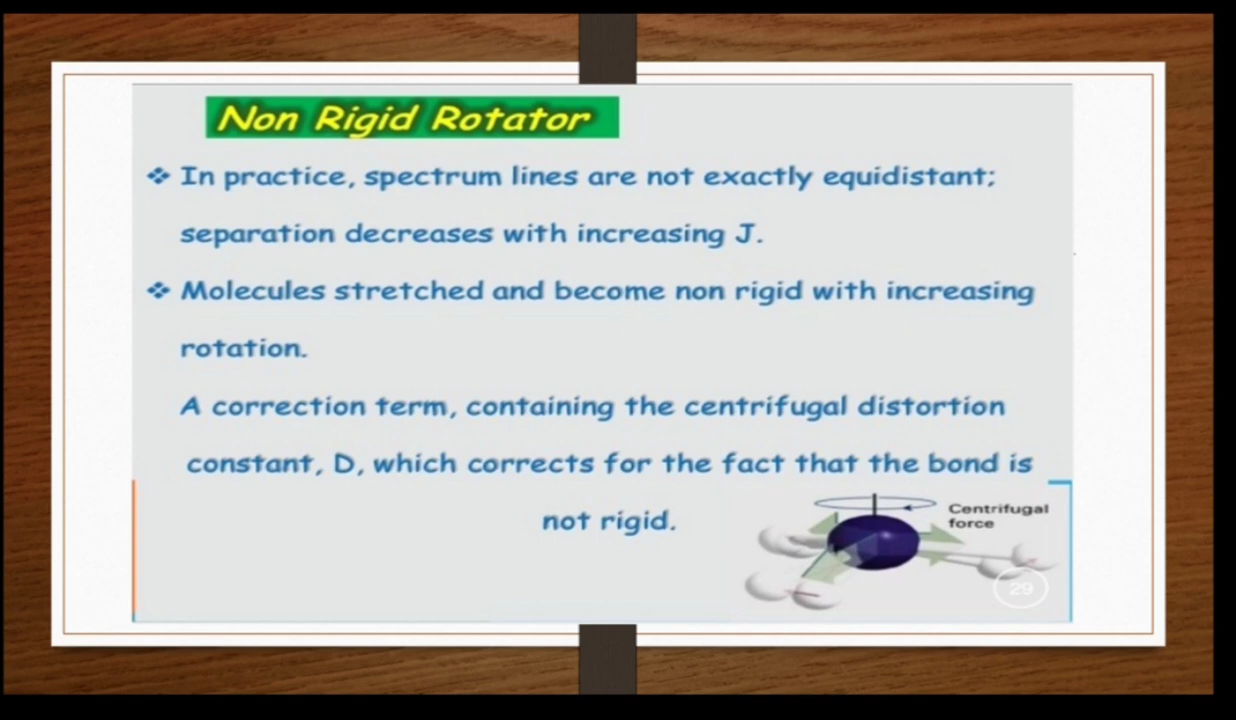 Non Rigid Rotator
❖ In practice, spectrum lines are not exactly equidistant;
separation decreases with increasing J.
❖ Molecules stretched and become non rigid with increasing
rotation.
A correction term, containing the centrifugal distortion
constant, D, which corrects for the fact that the bond is
not rigid.
Centrifugal
force
29